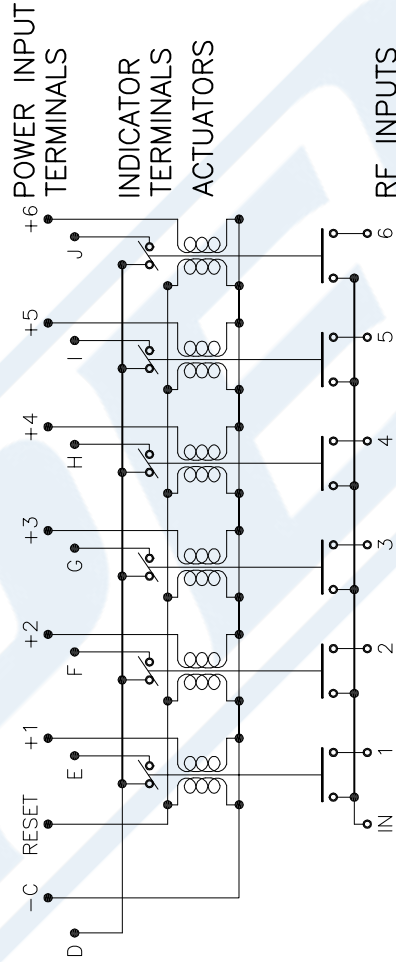 POWER INPUT
TERMINALS
INDICATOR
TERMINALS
ACTUATORS
RF INPUTS
-C RESET +1 +2 +3 +4 +5 +6
D E F G H I J
IN 1 2 3 4 5 6